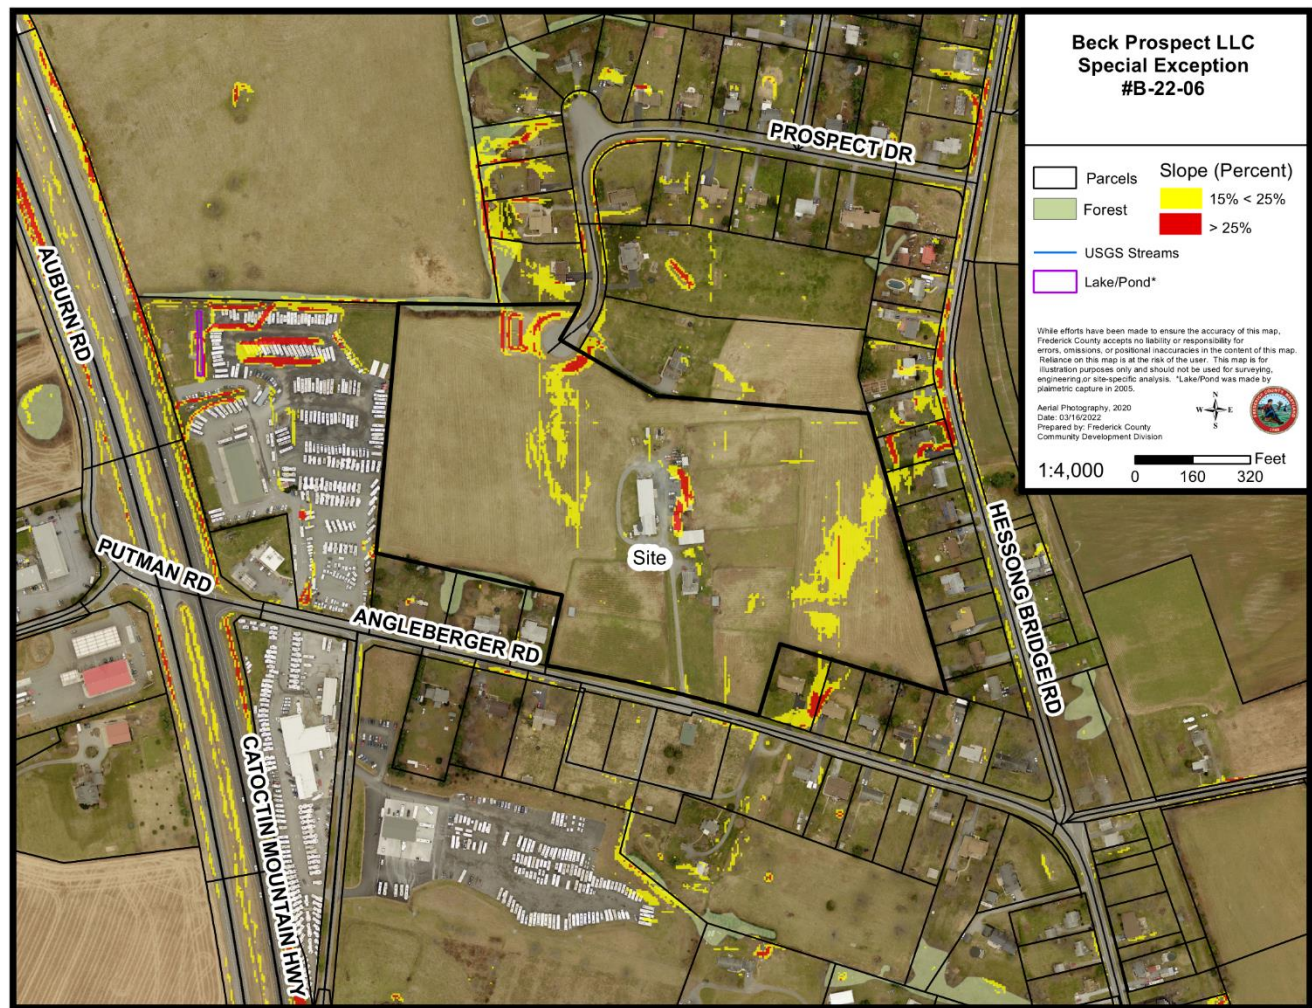 Beck Prospect LLC
Special Exception
#B-22-06
Parcels
Forest
USGS Streams
Lake/Pond*
Slope (Percent)
15% < 25%
> 25%
While efforts have been made to ensure the accuracy of this map,
Frederick County accepts no liability or responsibility for
errors, omissions, or positional inaccuracies in the content of this map.
Reliance on this map is at the risk of the user. This map is for
illustration purposes only and should not be used for surveying,
engineering,or site-specific analysis. *Lake/Pond was made by
plaimetric capture in 2005.
Aerial Photography, 2020
Date: 03/16/2022
Prepared by: Frederick County
Community Development Division
N
W E
S
1:4,000
Feet
0 160 320
PROSPECT DR
AUBURN RD
PUTMAN RD
ANGLEBERGER RD
CATOCTIN MOUNTAIN HWY
HESSONG BRIDGE RD
Site